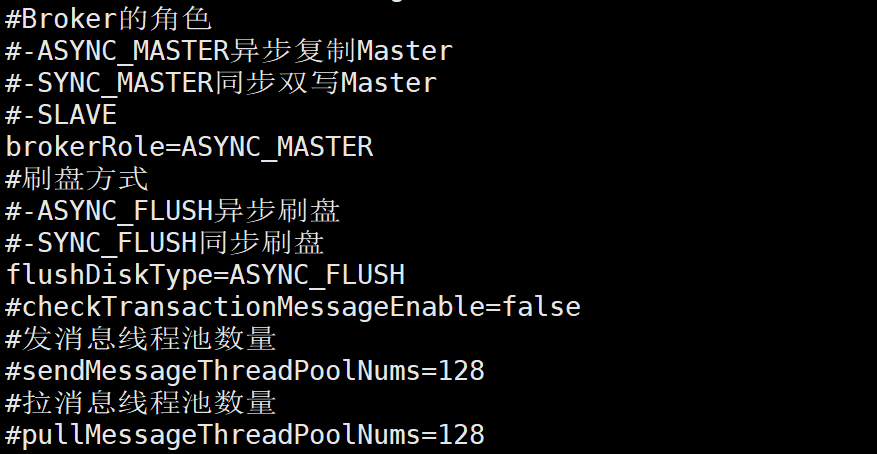 #Broker的角色
#-ASYNC_MASTER异步复制Master
#-SYNC_MASTER同步双写Master
#-SLAVE
brokerRole=ASYNC_MASTER
#刷盘方式
#-ASYNC_FLUSH异步刷盘
#-SYNC_FLUSH同步刷盘
flushDiskType=ASYNC_FLUSH
#checkTransactionMessageEnable=false
#发消息线程池数量
#sendMessageThreadPoolNums=128
#拉消息线程池数量
#pullMessageThreadPoolNums=128